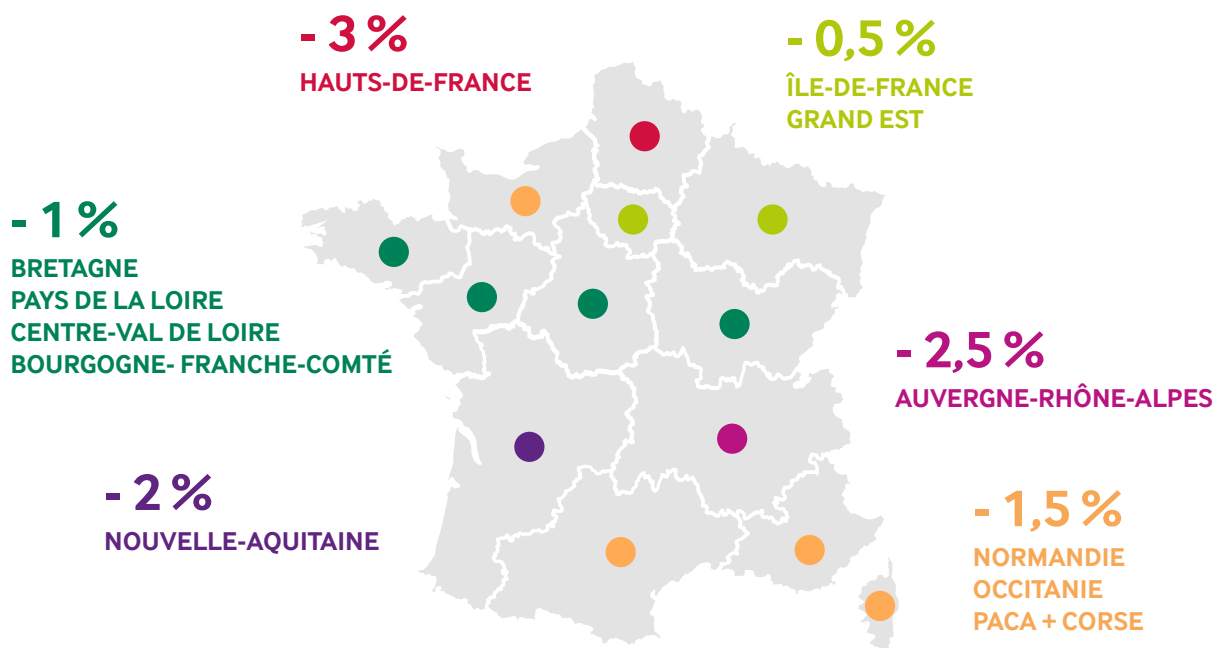 - 3 %
HAUTS-DE-FRANCE
- 0,5 %
ÎLE-DE-FRANCE
GRAND EST
- 1 %
BRETAGNE
PAYS DE LA LOIRE
CENTRE-VAL DE LOIRE
BOURGOGNE- FRANCHE-COMTÉ
- 2,5 %
AUVERGNE-RHÔNE-ALPES
- 2 %
NOUVELLE-AQUITAINE
- 1,5 %
NORMANDIE
OCCITANIE
PACA + CORSE